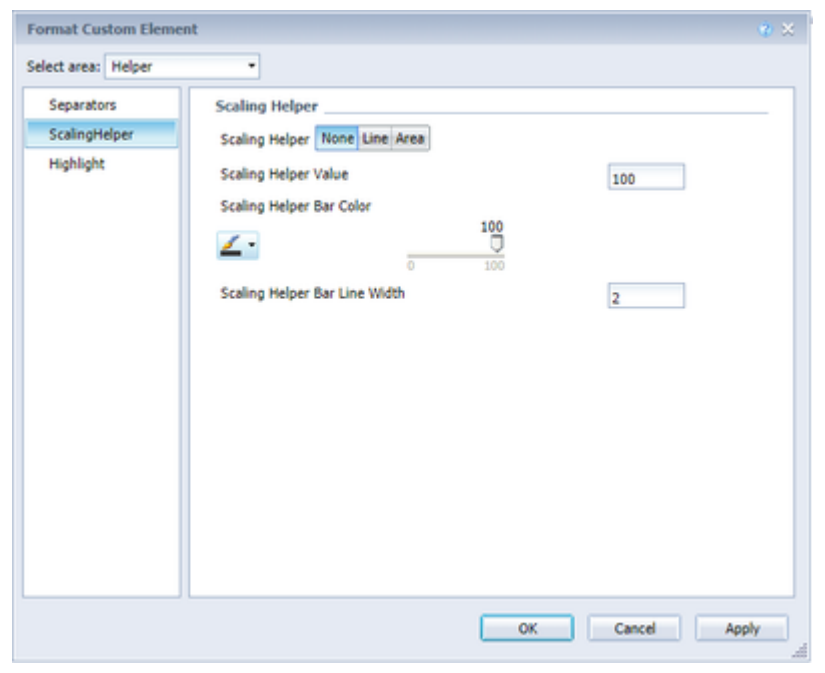 Format Custom Element
Select area: Helper
Separators
ScalingHelper
Highlight
Scaling Helper
Scaling Helper None Line Area
Scaling Helper Value 100
Scaling Helper Bar Color
100
0 100
Scaling Helper Bar Line Width 2
OK Cancel Apply